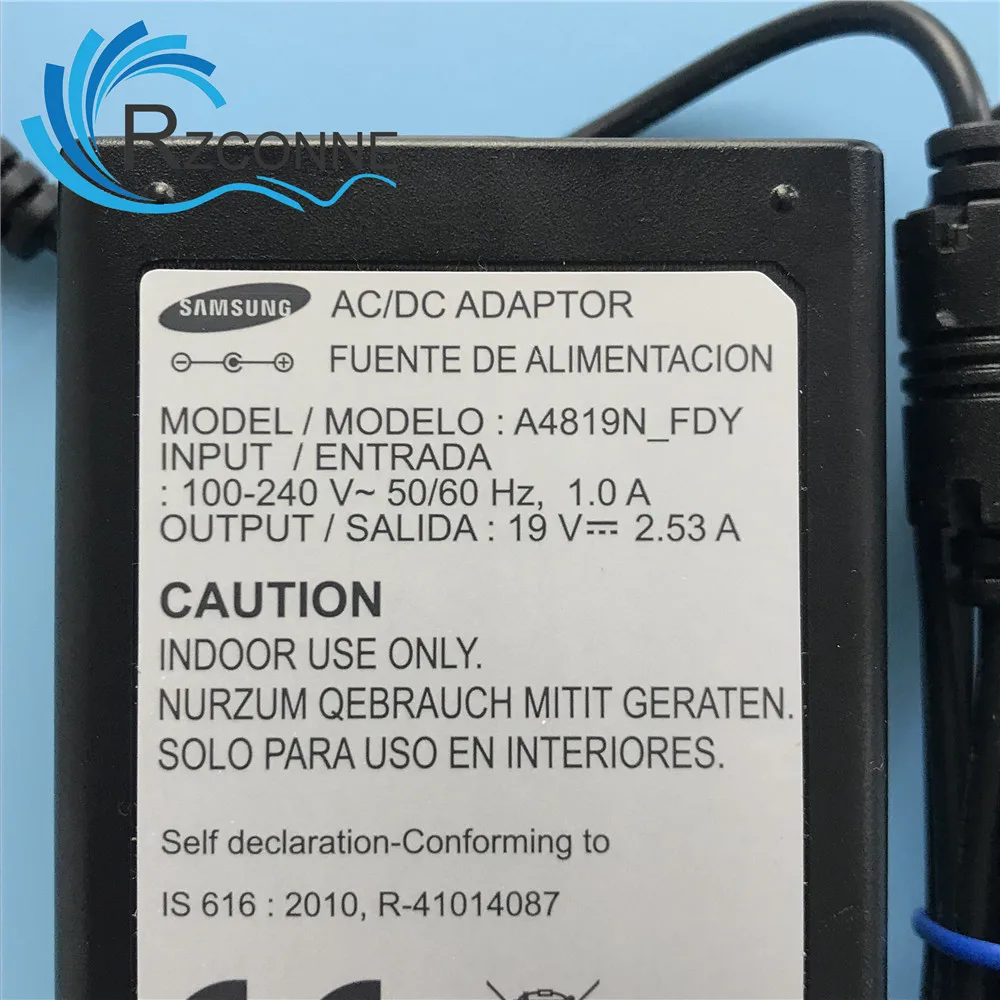 RZCONNE
SAMSUNG AC/DC ADAPTOR
FUENTE DE ALIMENTACION
MODEL / MODELO : A4819N_FDY
INPUT / ENTRADA
: 100-240 V~ 50/60 Hz, 1.0 A
OUTPUT / SALIDA : 19 V⎓ 2.53 A
CAUTION
INDOOR USE ONLY.
NURZUM QEBRAUCH MITIT GERATEN.
SOLO PARA USO EN INTERIORES.
Self declaration-Conforming to
IS 616 : 2010, R-41014087